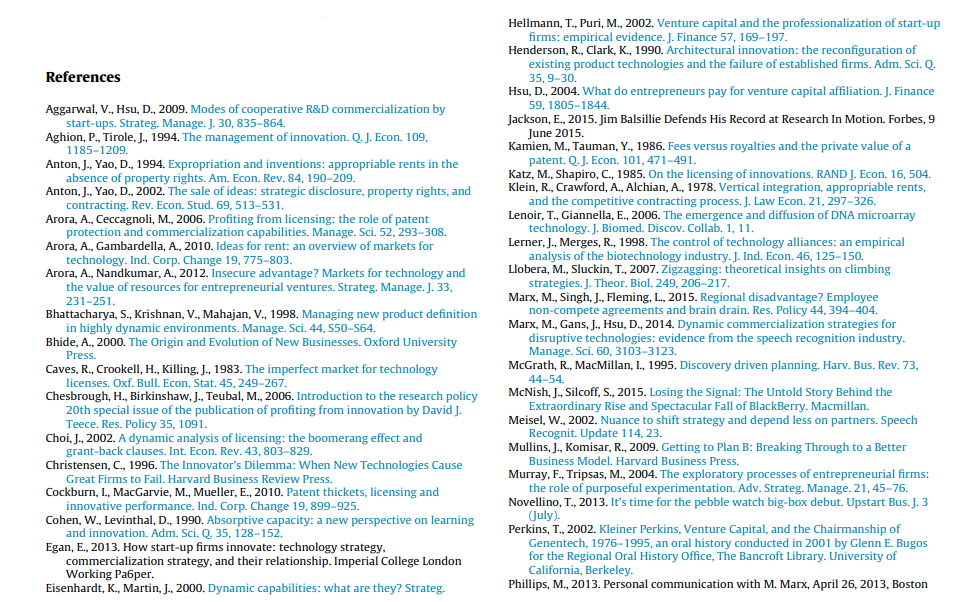 References
Aggarwal, V., Hsu, D., 2009. Modes of cooperative R&D commercialization by
start-ups. Strateg. Manage. J. 30, 835–864.
Aghion, P., Tirole, J., 1994. The management of innovation. Q. J. Econ. 109,
1185–1209.
Anton, J., Yao, D., 1994. Expropriation and inventions: appropriable rents in the
absence of property rights. Am. Econ. Rev. 84, 190–209.
Anton, J., Yao, D., 2002. The sale of ideas: strategic disclosure, property rights, and
contracting. Rev. Econ. Stud. 69, 513–531.
Arora, A., Ceccagnoli, M., 2006. Profiting from licensing: the role of patent
protection and commercialization capabilities. Manage. Sci. 52, 293–308.
Arora, A., Gambardella, A., 2010. Ideas for rent: an overview of markets for
technology. Ind. Corp. Change 19, 775–803.
Arora, A., Nandkumar, A., 2012. Insecure advantage? Markets for technology and
the value of resources for entrepreneurial ventures. Strateg. Manage. J. 33,
231–251.
Bhattacharya, S., Krishnan, V., Mahajan, V., 1998. Managing new product definition
in highly dynamic environments. Manage. Sci. 44, S50–S64.
Bhide, A., 2000. The Origin and Evolution of New Businesses. Oxford University
Press.
Caves, R., Crookell, H., Killing, J., 1983. The imperfect market for technology
licenses. Oxf. Bull. Econ. Stat. 45, 249–267.
Chesbrough, H., Birkinshaw, J., Teubal, M., 2006. Introduction to the research policy
20th special issue of the publication of profiting from innovation by David J.
Teece. Res. Policy 35, 1091.
Choi, J., 2002. A dynamic analysis of licensing: the boomerang effect and
grant-back clauses. Int. Econ. Rev. 43, 803–829.
Christensen, C., 1996. The Innovator's Dilemma: When New Technologies Cause
Great Firms to Fail. Harvard Business Review Press.
Cockburn, I., MacGarvie, M., Mueller, E., 2010. Patent thickets, licensing and
innovative performance. Ind. Corp. Change 19, 899–925.
Cohen, W., Levinthal, D., 1990. Absorptive capacity: a new perspective on learning
and innovation. Adm. Sci. Q. 35, 128–152.
Egan, E., 2013. How start-up firms innovate: technology strategy,
commercialization strategy, and their relationship. Imperial College London
Working Pa6per.
Eisenhardt, K., Martin, J., 2000. Dynamic capabilities: what are they? Strateg.
Hellmann, T., Puri, M., 2002. Venture capital and the professionalization of start-up
firms: empirical evidence. J. Finance 57, 169–197.
Henderson, R., Clark, K., 1990. Architectural innovation: the reconfiguration of
existing product technologies and the failure of established firms. Adm. Sci. Q.
35, 9–30.
Hsu, D., 2004. What do entrepreneurs pay for venture capital affiliation. J. Finance
59, 1805–1844.
Jackson, E., 2015. Jim Balsillie Defends His Record at Research In Motion. Forbes, 9
June 2015.
Kamien, M., Tauman, Y., 1986. Fees versus royalties and the private value of a
patent. Q. J. Econ. 101, 471–491.
Katz, M., Shapiro, C., 1985. On the licensing of innovations. RAND J. Econ. 16, 504.
Klein, R., Crawford, A., Alchian, A., 1978. Vertical integration, appropriable rents,
and the competitive contracting process. J. Law Econ. 21, 297–326.
Lenoir, T., Giannella, E., 2006. The emergence and diffusion of DNA microarray
technology. J. Biomed. Discov. Collab. 1, 11.
Lerner, J., Merges, R., 1998. The control of technology alliances: an empirical
analysis of the biotechnology industry. J. Ind. Econ. 46, 125–150.
Llobera, M., Sluckin, T., 2007. Zigzagging: theoretical insights on climbing
strategies. J. Theor. Biol. 249, 206–217.
Marx, M., Singh, J., Fleming, L., 2015. Regional disadvantage? Employee
non-compete agreements and brain drain. Res. Policy 44, 394–404.
Marx, M., Gans, J., Hsu, D., 2014. Dynamic commercialization strategies for
disruptive technologies: evidence from the speech recognition industry.
Manage. Sci. 60, 3103–3123.
McGrath, R., MacMillan, I., 1995. Discovery driven planning. Harv. Bus. Rev. 73,
44–54.
McNish, J., Silcoff, S., 2015. Losing the Signal: The Untold Story Behind the
Extraordinary Rise and Spectacular Fall of BlackBerry. Macmillan.
Meisel, W., 2002. Nuance to shift strategy and depend less on partners. Speech
Recognit. Update 114, 23.
Mullins, J., Komisar, R., 2009. Getting to Plan B: Breaking Through to a Better
Business Model. Harvard Business Press.
Murray, F., Tripsas, M., 2004. The exploratory processes of entrepreneurial firms:
the role of purposeful experimentation. Adv. Strateg. Manage. 21, 45–76.
Novellino, T., 2013. It's time for the pebble watch big-box debut. Upstart Bus. J. 3
(July).
Perkins, T., 2002. Kleiner Perkins, Venture Capital, and the Chairmanship of
Genentech, 1976–1995, an oral history conducted in 2001 by Glenn E. Bugos
for the Regional Oral History Office, The Bancroft Library. University of
California, Berkeley.
Phillips, M., 2013. Personal communication with M. Marx, April 26, 2013, Boston